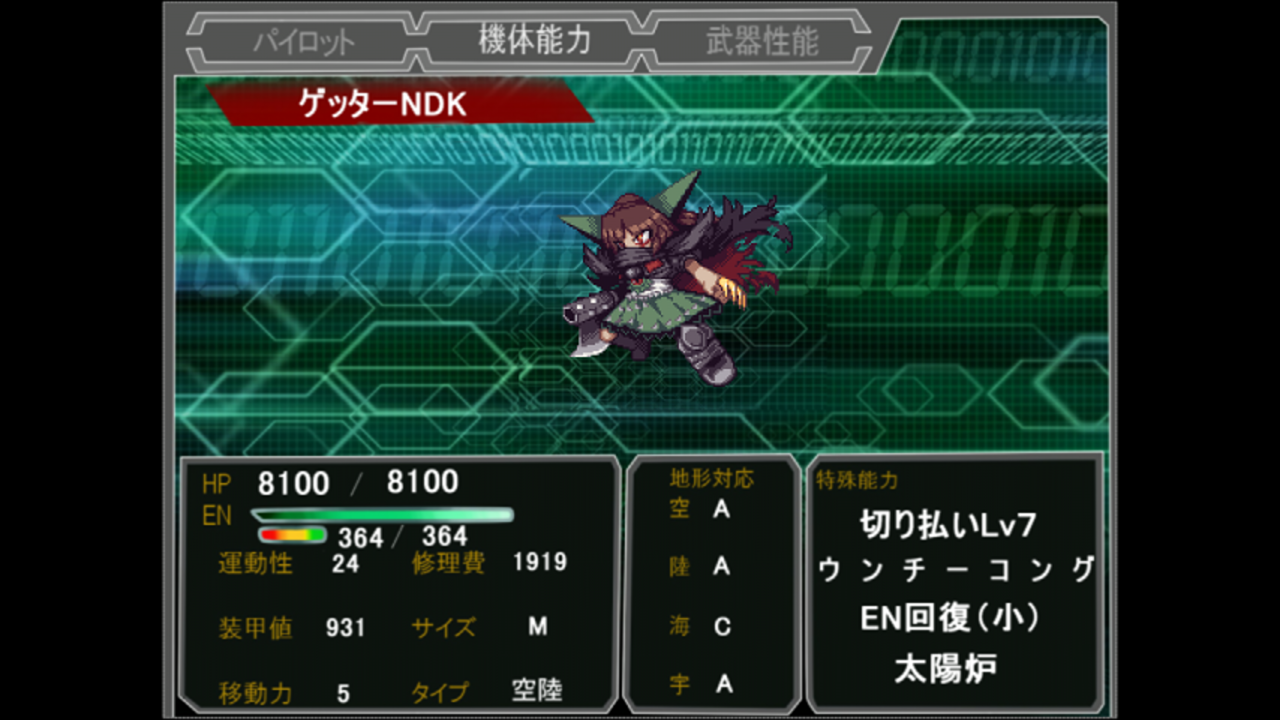 パイロット 機体能力 武器性能
ゲッターNDK
HP 8100 / 8100
EN 364 / 364
運動性 24 修理費 1919
装甲値 931 サイズ M
移動力 5 タイプ 空陸
地形対応
空 A
陸 A
海 C
宇 A
特殊能力
切り払いLv7
ウンチーコング
EN回復(小)
太陽炉